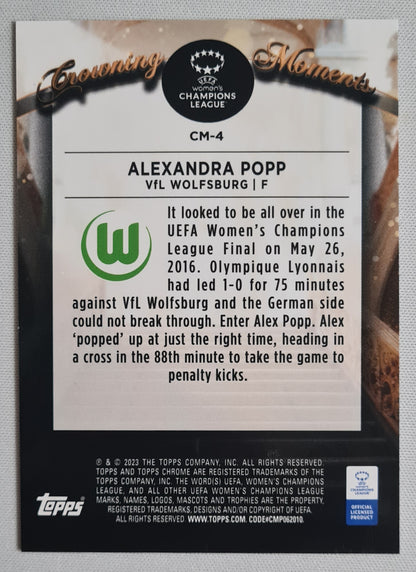 Crowning Moments
UEFA
Women's
CHAMPIONS
LEAGUE
CM-4
ALEXANDRA POPP
VfL WOLFSBURG | F
It looked to be all over in the
UEFA Women's Champions
League Final on May 26,
2016. Olympique Lyonnais
had led 1-0 for 75 minutes
against VfL Wolfsburg and the German side
could not break through. Enter Alex Popp. Alex
'popped' up at just the right time, heading in
a cross in the 88th minute to take the game to
penalty kicks.
® & © 2023 THE TOPPS COMPANY, INC. ALL RIGHTS RESERVED.
TOPPS AND TOPPS CHROME ARE REGISTERED TRADEMARKS OF
THE TOPPS COMPANY, INC. THE WORD(S) UEFA, WOMEN'S CHAMPIONS
LEAGUE, AND ALL OTHER UEFA WOMEN'S CHAMPIONS LEAGUE
MARKS, NAMES, LOGOS, MASCOTS AND TROPHIES ARE THE PROPERTY,
REGISTERED TRADEMARKS, DESIGNS AND/OR COPYRIGHT OF UEFA.
ALL RIGHTS RESERVED. WWW.TOPPS.COM. CODE#CMP062010.
Topps
W
CHAMPIONS
LEAGUE
OFFICIAL
LICENSED
PRODUCT